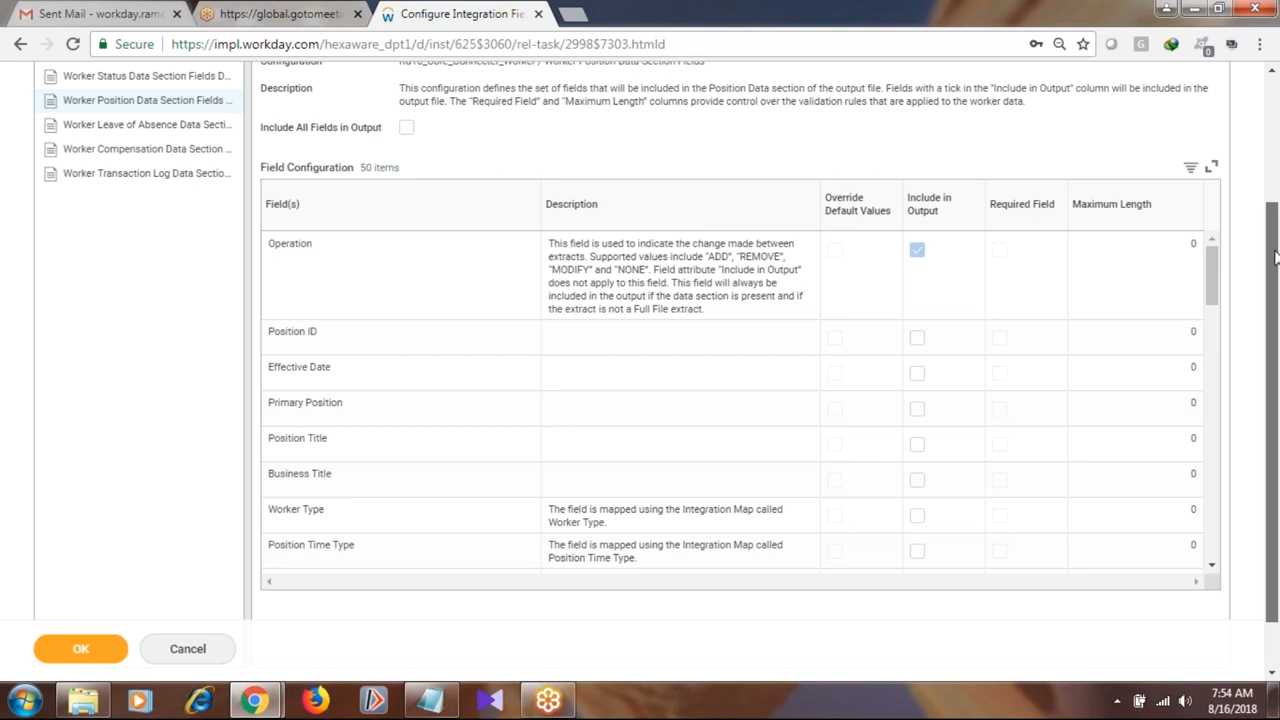 Sent Mail - workday.rame
https://global.gotomeeti
Configure Integration Fie
Secure
https://impl.workday.com/hexaware_dpt1/d/inst/625$3060/rel-task/2998$7303.htmld
Worker Status Data Section Fields D...
Worker Position Data Section Fields ...
Worker Leave of Absence Data Secti...
Worker Compensation Data Section ...
Worker Transaction Log Data Sectio...
Description
This configuration defines the set of fields that will be included in the Position Data section of the output file. Fields with a tick in the "Include in Output" column will be included in the
output file. The "Required Field" and "Maximum Length" columns provide control over the validation rules that are applied to the worker data.
Include All Fields in Output
Field Configuration 50 items
Field(s)
Description
Override
Default Values
Include in
Output
Required Field
Maximum Length
Operation
This field is used to indicate the change made between
extracts. Supported values include "ADD", "REMOVE",
"MODIFY" and "NONE". Field attribute "Include in Output"
does not apply to this field. This field will always be
included in the output if the data section is present and if
the extract is not a Full File extract.
0
Position ID
0
Effective Date
0
Primary Position
0
Position Title
0
Business Title
0
Worker Type
The field is mapped using the Integration Map called
Worker Type.
0
Position Time Type
The field is mapped using the Integration Map called
Position Time Type.
0
OK
Cancel
7:54 AM
8/16/2018